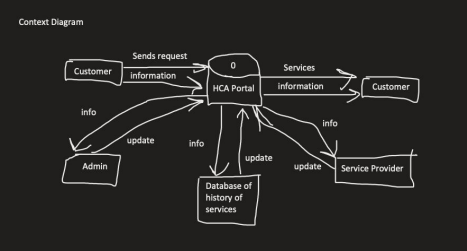 Context Diagram
Sends request
0
Services
Customer
information
HCA Portal
information
Customer
info
info
update
info
update
update
Admin
Service Provider
Database of
history of
services